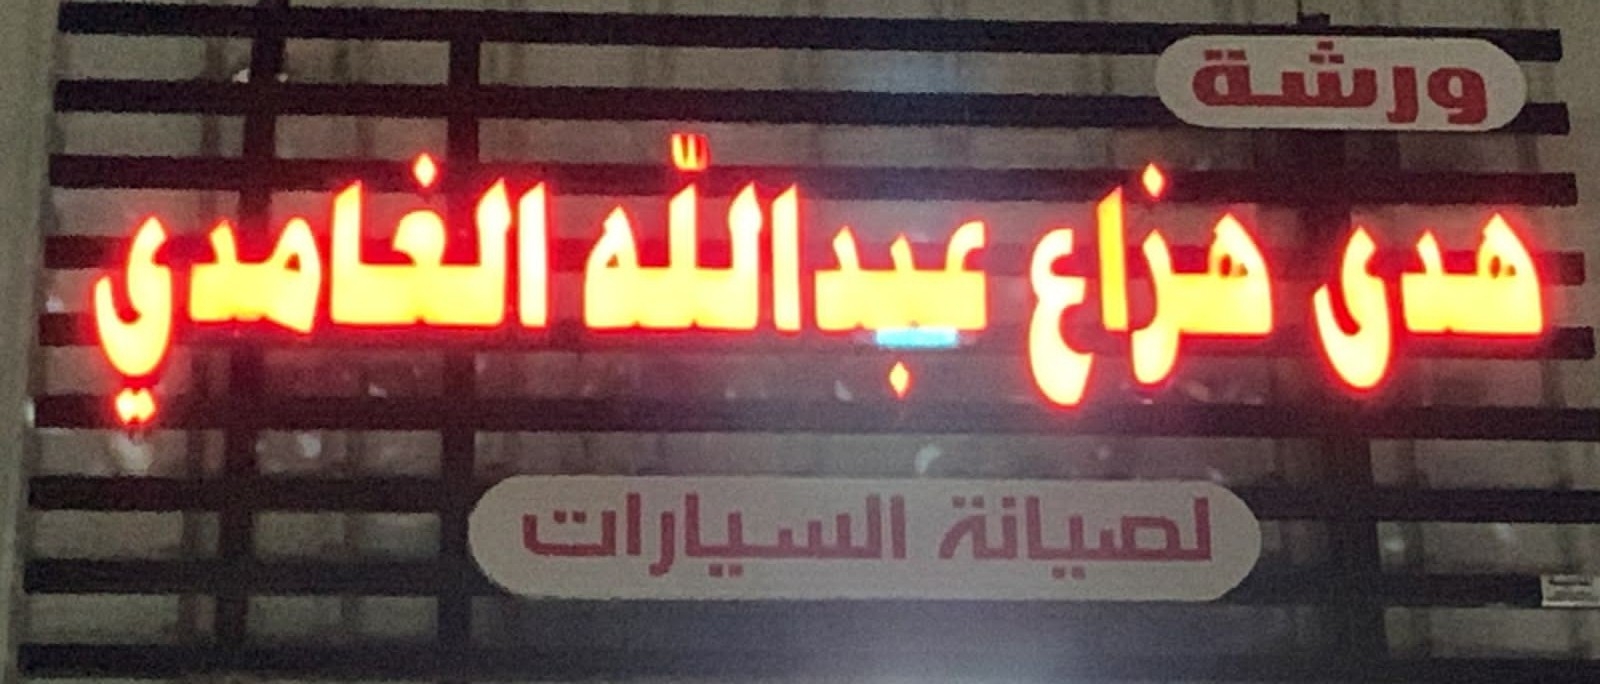 ورشة
هدى هزاع عبدالله الغامدي
لصيانة السيارات